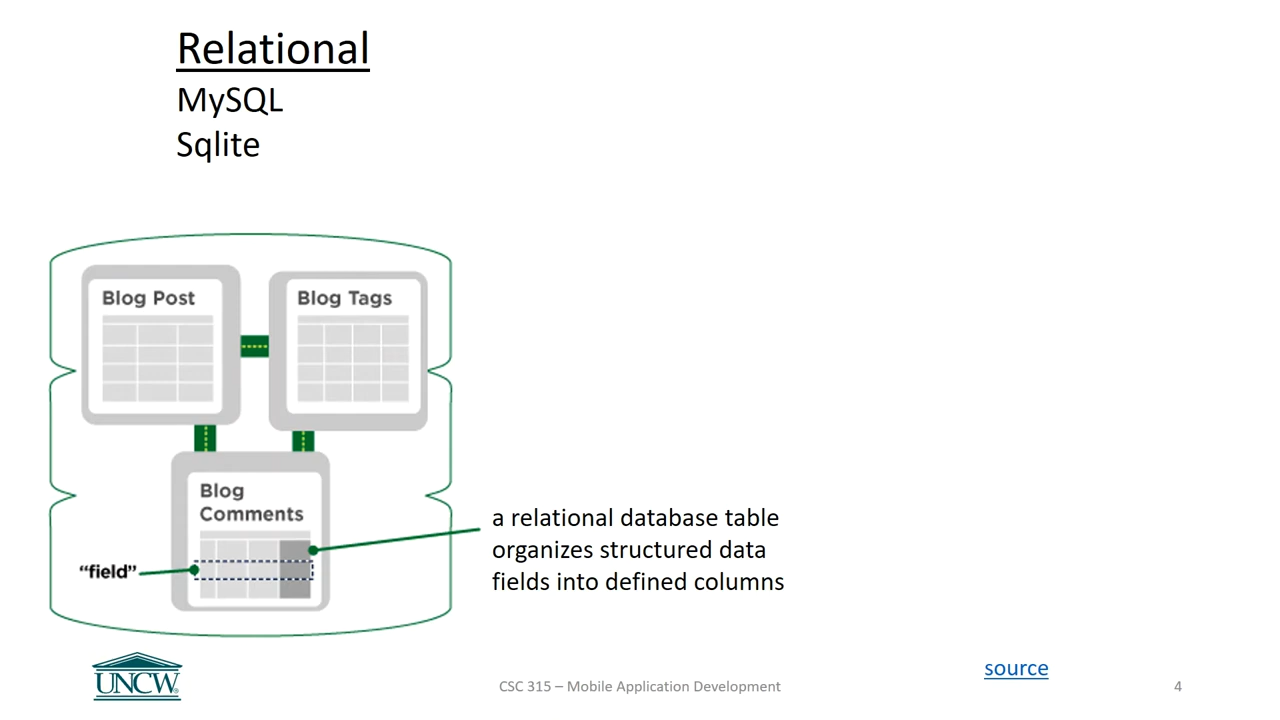 Relational
MySQL
Sqlite
Blog Post
Blog Tags
Blog
Comments
"field"
a relational database table
organizes structured data
fields into defined columns
UNCW
CSC 315 – Mobile Application Development
source
4